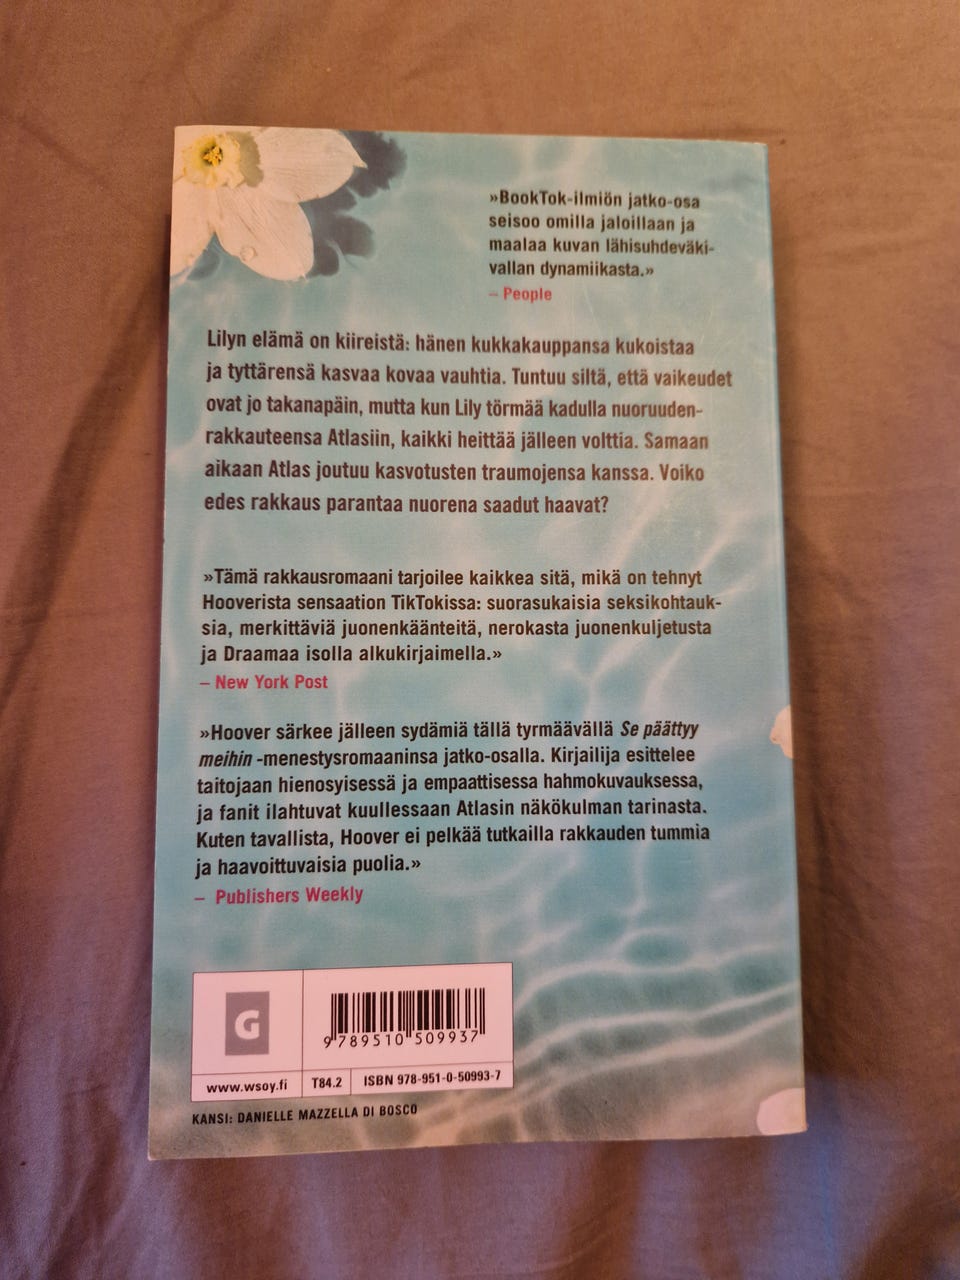 »BookTok-ilmiön jatko-osa
seisoo omilla jaloillaan ja
maalaa kuvan lähisuhdeväki-
vallan dynamiikasta.»
– People
Lilyn elämä on kiireistä: hänen kukkakauppansa kukoistaa
ja tyttärensä kasvaa kovaa vauhtia. Tuntuu siltä, että vaikeudet
ovat jo takanapäin, mutta kun Lily törmää kadulla nuoruuden-
rakkauteensa Atlasiin, kaikki heittää jälleen volttia. Samaan
aikaan Atlas joutuu kasvotusten traumojensa kanssa. Voiko
edes rakkaus parantaa nuorena saadut haavat?
»Tämä rakkausromaani tarjoilee kaikkea sitä, mikä on tehnyt
Hooverista sensaation TikTokissa: suorasukaisia seksikohtauk-
sia, merkittäviä juonenkäänteitä, nerokasta juonenkuljetusta
ja Draamaa isolla alkukirjaimella.»
– New York Post
»Hoover särkee jälleen sydämiä tällä tyrmäävällä Se päättyy
meihin -menestysromaaninsa jatko-osalla. Kirjailija esittelee
taitojaan hienosyisessä ja empaattisessa hahmokuvauksessa,
ja fanit ilahtuvat kuullessaan Atlasin näkökulman tarinasta.
Kuten tavallista, Hoover ei pelkää tutkailla rakkauden tummia
ja haavoittuvaisia puolia.»
– Publishers Weekly
G
9 789510 509937
www.wsoy.fi T84.2 ISBN 978-951-0-50993-7
KANSI: DANIELLE MAZZELLA DI BOSCO